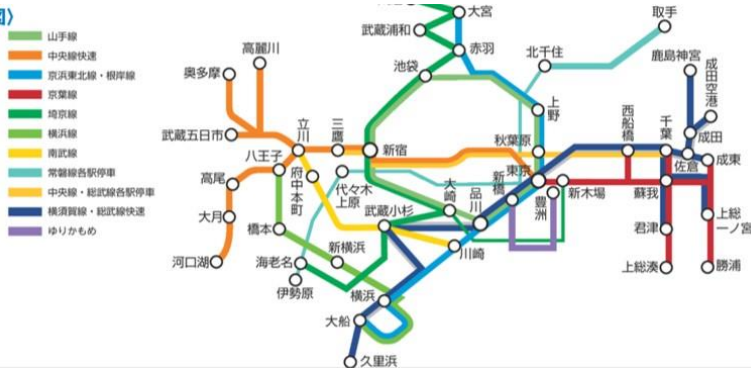 図〉
山手線
中央線快速
京浜東北線・根岸線
京葉線
埼京線
横浜線
南武線
常磐線各駅停車
中央線・総武線各駅停車
横須賀線・総武線快速
ゆりかもめ
大宮
武蔵浦和
赤羽
取手
高麗川
北千住
奥多摩
池袋
鹿島神宮
成田空港
上野
立川
三鷹
西船橋
千葉
成田
武蔵五日市
新宿
秋葉原
八王子
東京
佐倉
成東
府中本町
代々木上原
大崎
品川
新橋
高尾
豊洲
新木場
蘇我
大月
武蔵小杉
上総一ノ宮
橋本
君津
新横浜
川崎
河口湖
海老名
上総湊
勝浦
伊勢原
横浜
大船
久里浜